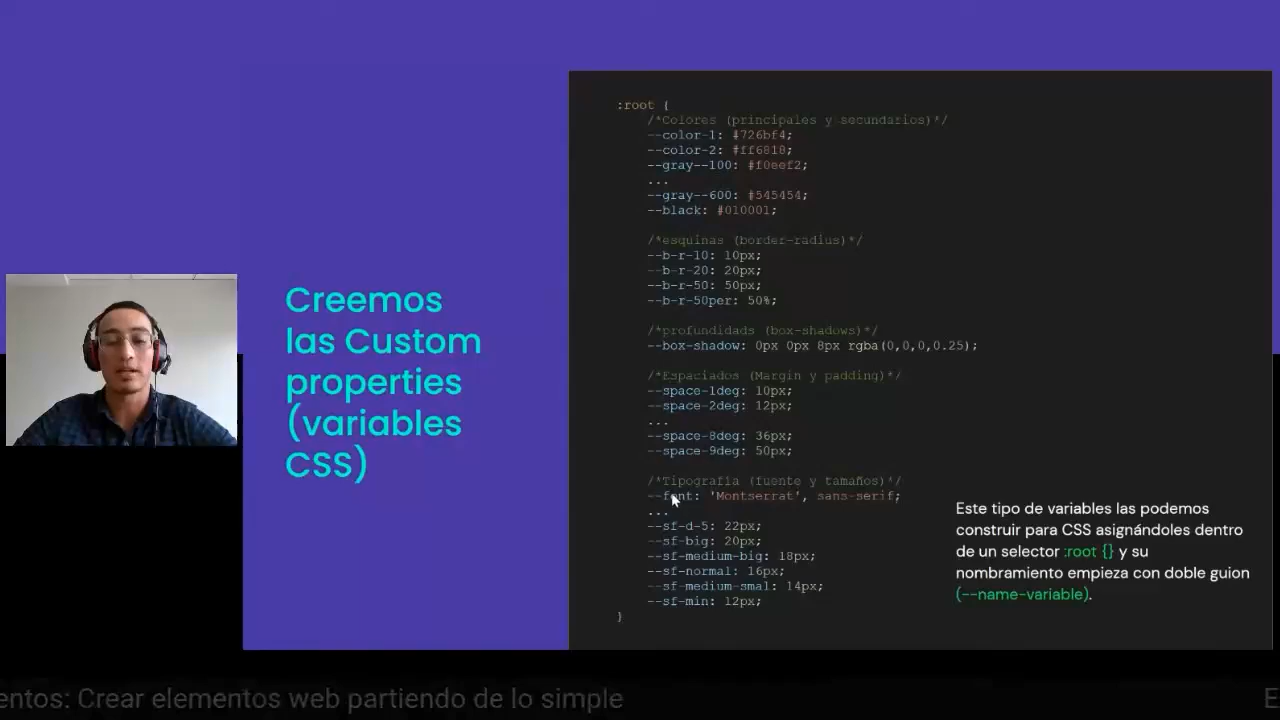 Creemos
las Custom
properties
(variables
CSS)
:root {
/*Colores (principales y secundarios)*/
--color-1: #726bf4;
--color-2: #ff6818;
--gray--100: #f0eef2;
...
--gray--600: #545454;
--black: #010001;
/*esquinas (border-radius)*/
--b-r-10: 10px;
--b-r-20: 20px;
--b-r-50: 50px;
--b-r-50per: 50%;
/*profundidads (box-shadows)*/
--box-shadow: 0px 0px 8px rgba(0,0,0,0.25);
/*Espaciados (Margin y padding)*/
--space-1deg: 10px;
--space-2deg: 12px;
...
--space-8deg: 36px;
--space-9deg: 50px;
/*Tipografia (fuente y tamaños)*/
--font: 'Montserrat', sans-serif;
...
--sf-d-5: 22px;
--sf-big: 20px;
--sf-medium-big: 18px;
--sf-normal: 16px;
--sf-medium-smal: 14px;
--sf-min: 12px;
}
Este tipo de variables las podemos
construir para CSS asignándoles dentro
de un selector :root {} y su
nombramiento empieza con doble guion
(--name-variable).
entos: Crear elementos web partiendo de lo simple
E